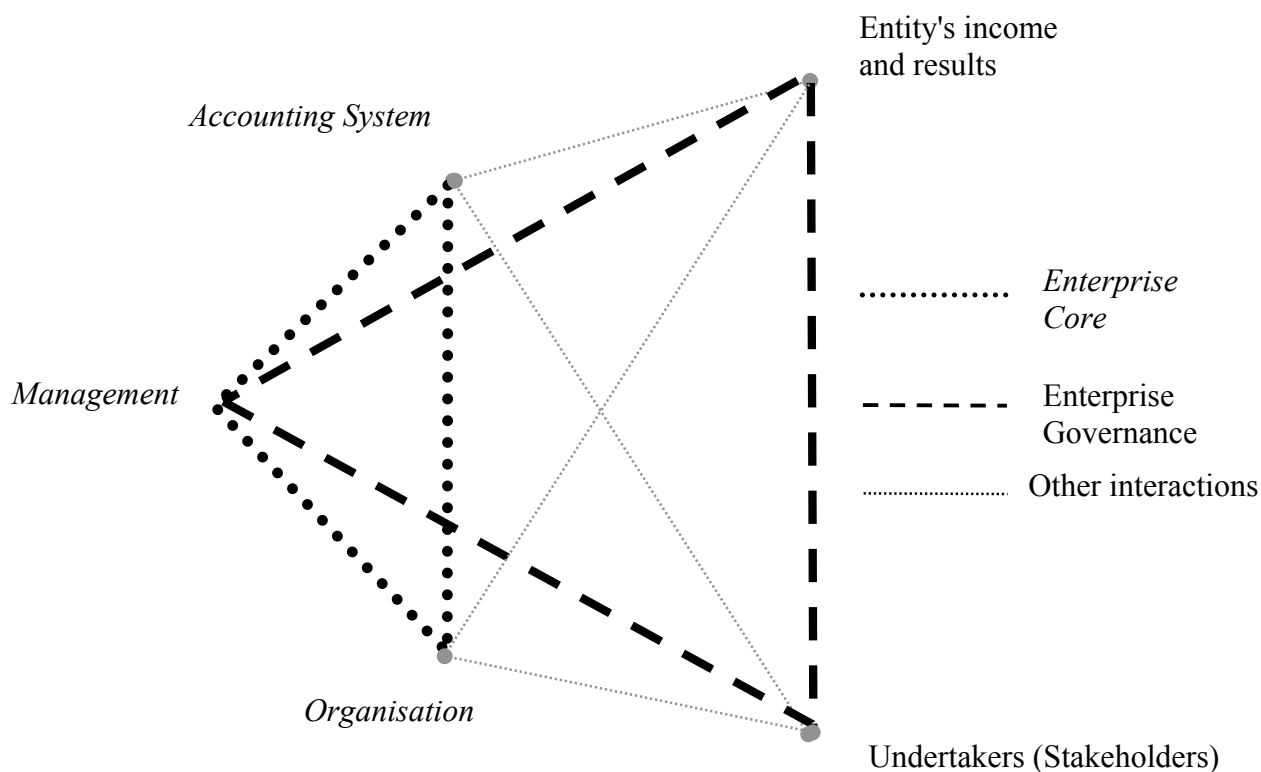 Entity's income
and results
Accounting System
Enterprise
Core
Management
Enterprise
Governance
Other interactions
Organisation
Undertakers (Stakeholders)